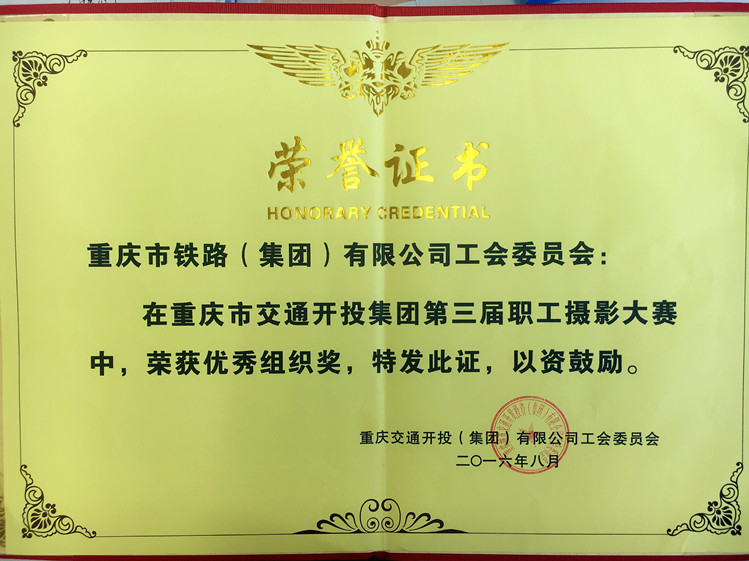 荣誉证书
HONORARY CREDENTIAL
重庆市铁路（集团）有限公司工会委员会：
在重庆市交通开投集团第三届职工摄影大赛
中，荣获优秀组织奖，特发此证，以资鼓励。
重庆交通开投（集团）有限公司工会委员会
二〇一六年八月